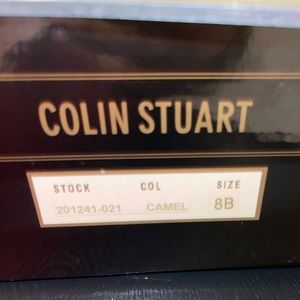 COLIN STUART
STOCK COL SIZE
201241-021 CAMEL 8B